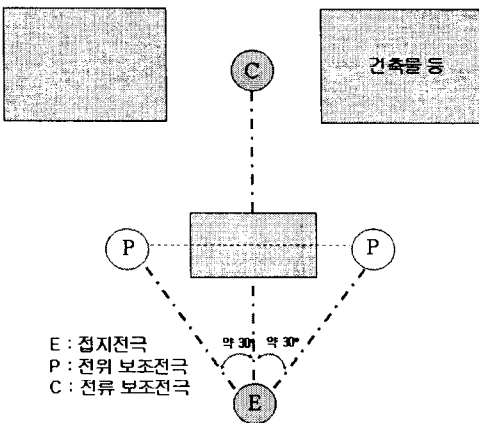 C
건축물 등
P
P
약 30° 약 30°
E : 접지전극
P : 전위 보조전극
C : 전류 보조전극
E